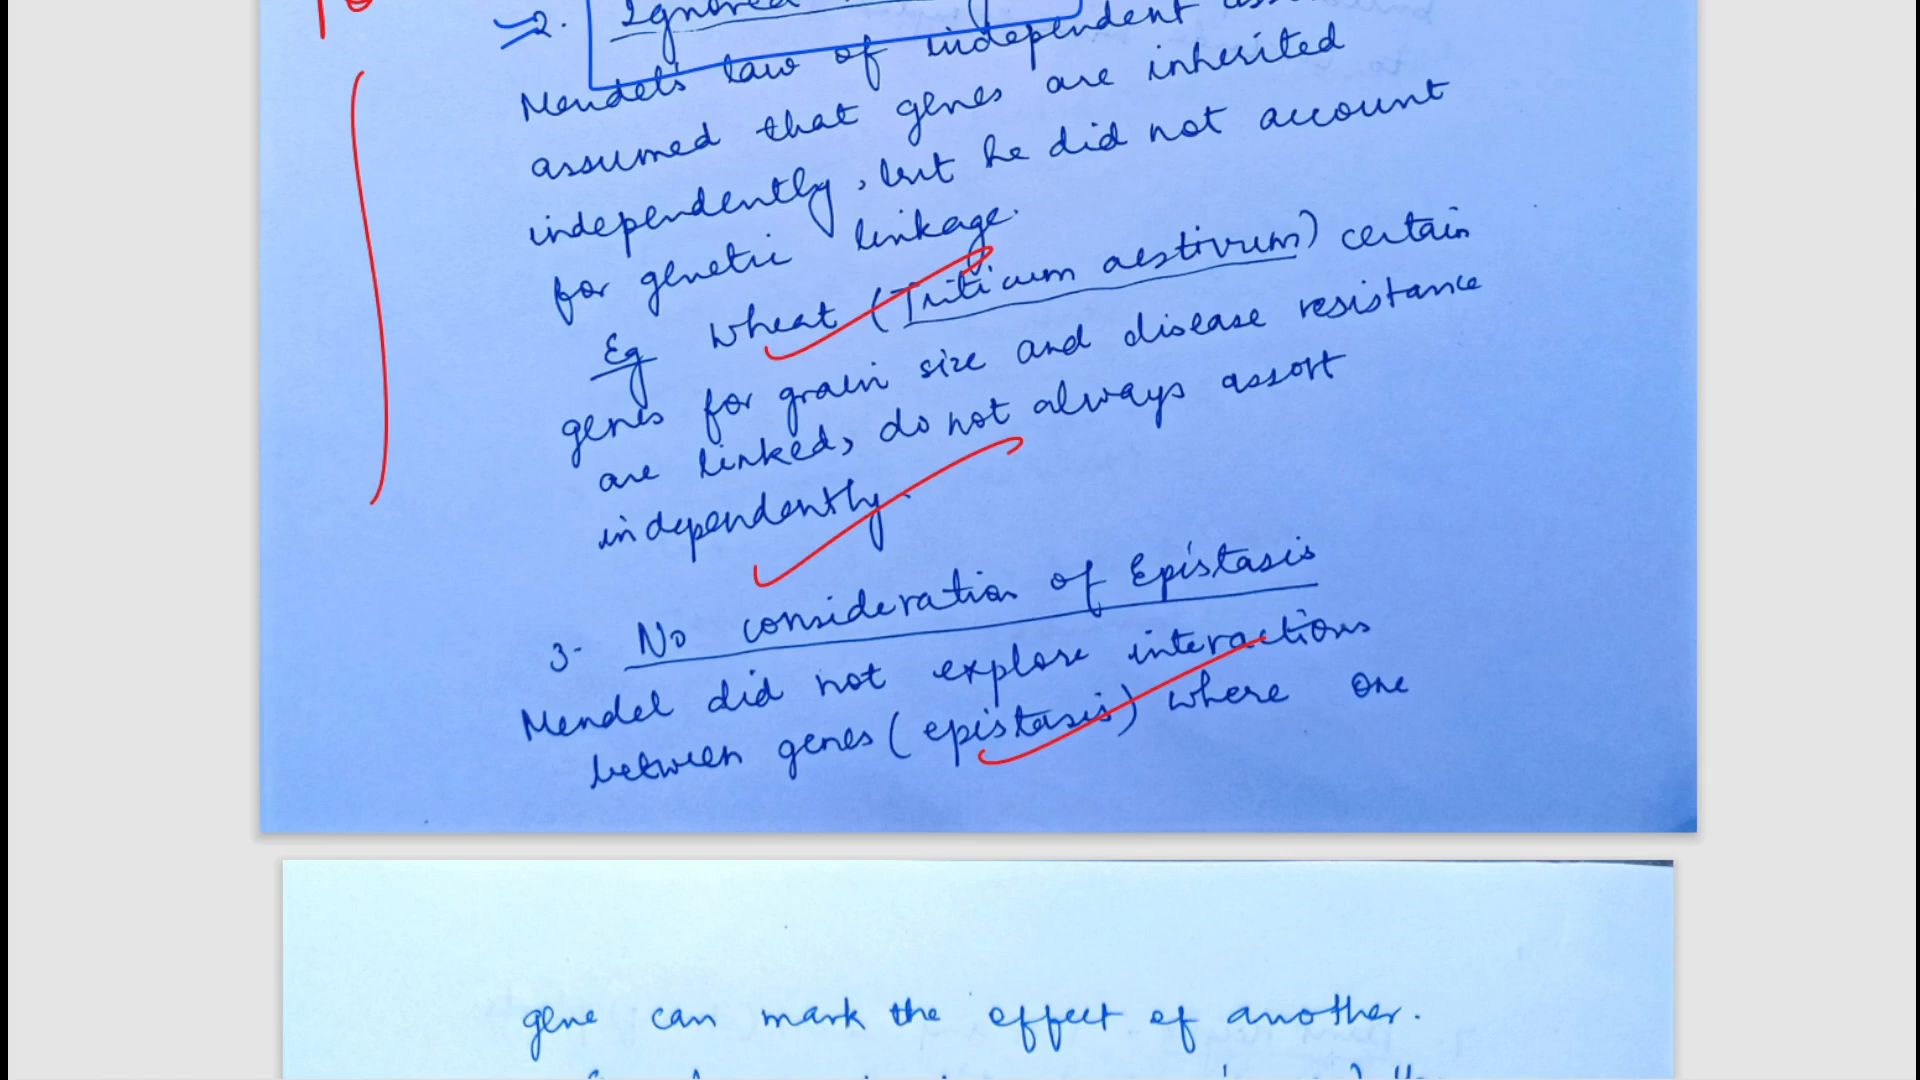 2. Ignored
Mendel's law of independent
assumed that genes are inherited
independently, but he did not account
for genetic linkage.
Eg Wheat (Triticum aestivum) certain
genes for grain size and disease resistance
are linked, do not always assort
independently.
3- No consideration of Epistasis
Mendel did not explore interactions
between genes (epistasis) where one
gene can mark the effect of another.